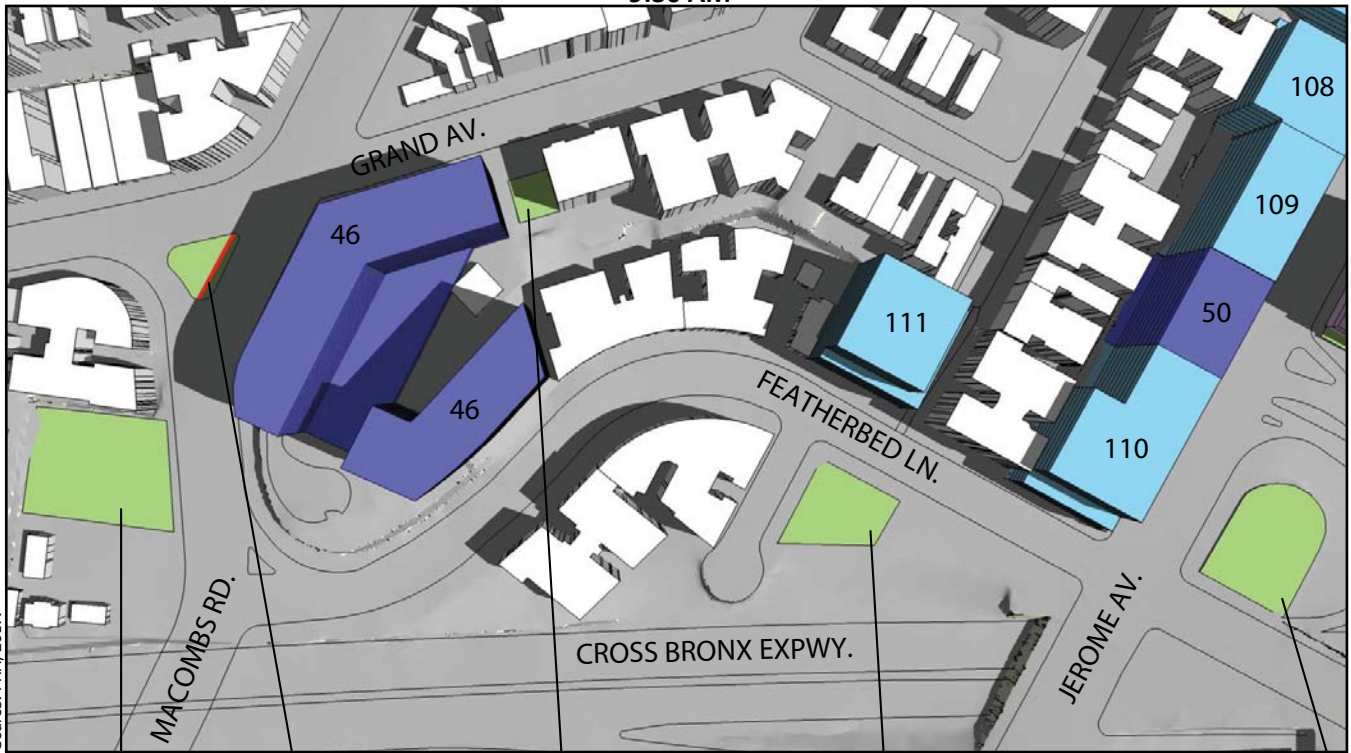 108
GRAND AV.
109
46
50
111
46
FEATHERBED LN.
110
MACOMBS RD.
CROSS BRONX EXPWY.
JEROME AV.